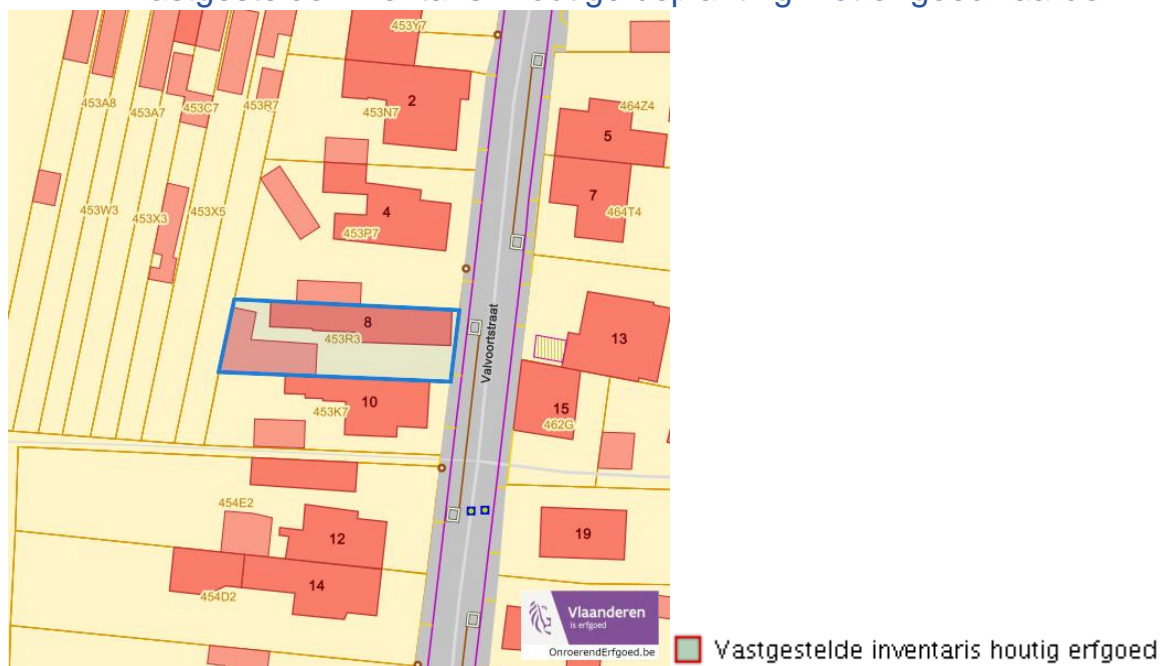 453Y7
453A8
453A7
453C7
453R7
453N7
2
464Z4
5
7
464T4
453W3
453X3
453X5
4
453P7
8
453R3
Valvoortstraat
13
10
453K7
15
462G
454E2
12
19
14
454D2
Vlaanderen
is erfgoed
OnroerendErfgoed.be
Vastgestelde inventaris houtig erfgoed